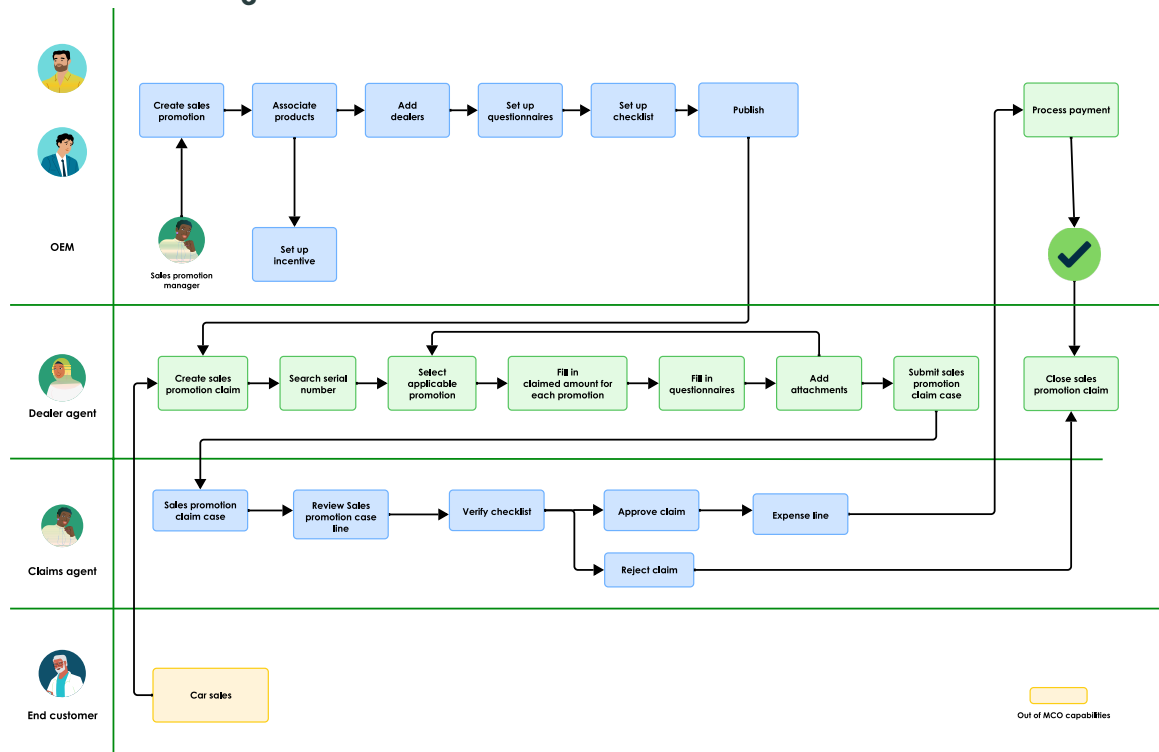 Create sales
promotion
Associate
products
Add
dealers
Set up
questionnaires
Set up
checklist
Publish
Process payment
OEM
Sales promotion
manager
Set up
incentive
Dealer agent
Create sales
promotion claim
Search serial
number
Select
applicable
promotion
Fill in
claimed amount for
each promotion
Fill in
questionnaires
Add
attachments
Submit sales
promotion
claim case
Close sales
promotion claim
Claims agent
Sales promotion
claim case
Review Sales
promotion case
line
Verify checklist
Approve claim
Expense line
Reject claim
End customer
Car sales
Out of MCO capabilities